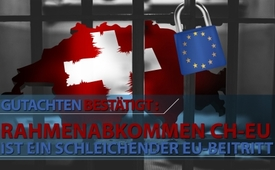 GUTACHTEN BESTÄTIGT:
RAHMENABKOMMEN CH-EU
IST EIN SCHLEICHENDER EU-BEITRITT